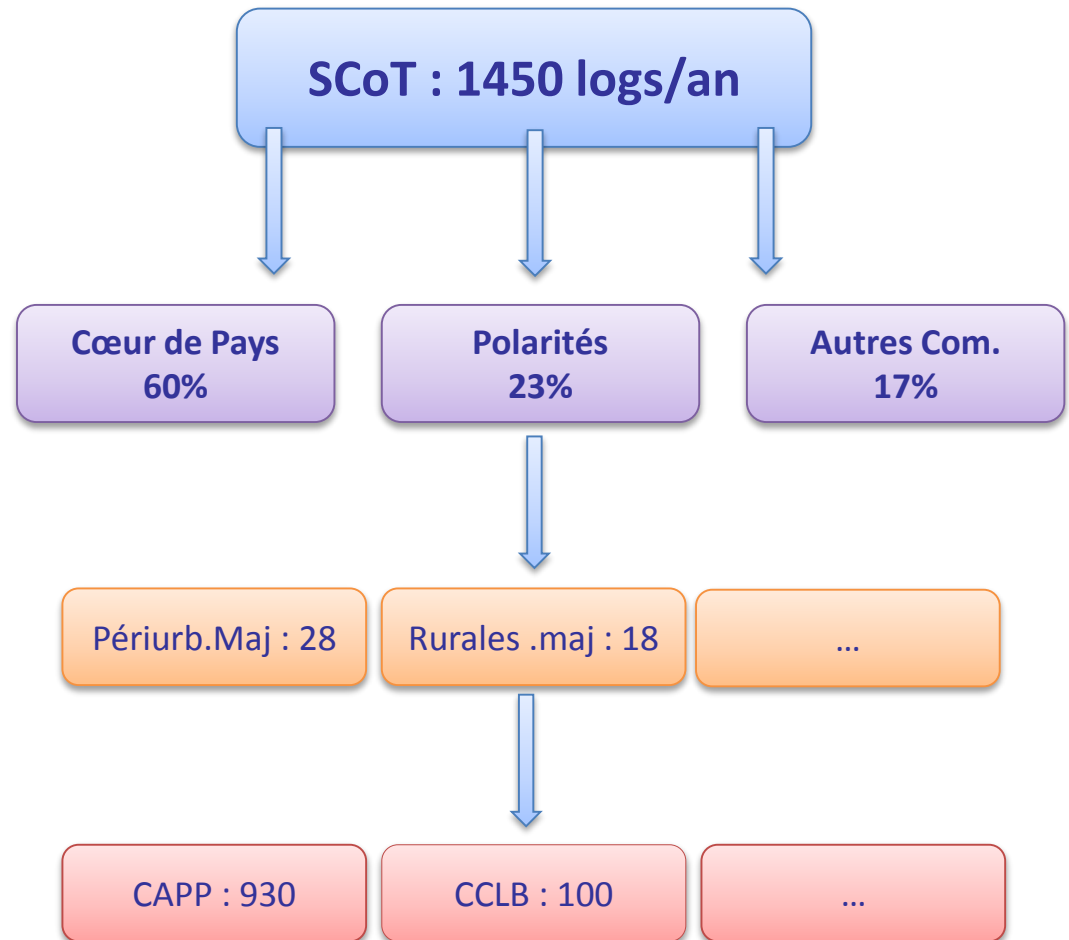 SCoT : 1450 logs/an
Cœur de Pays
60%
Polarités
23%
Autres Com.
17%
Périurb.Maj : 28
Rurales .maj : 18
...
CAPP : 930
CCLB : 100
...